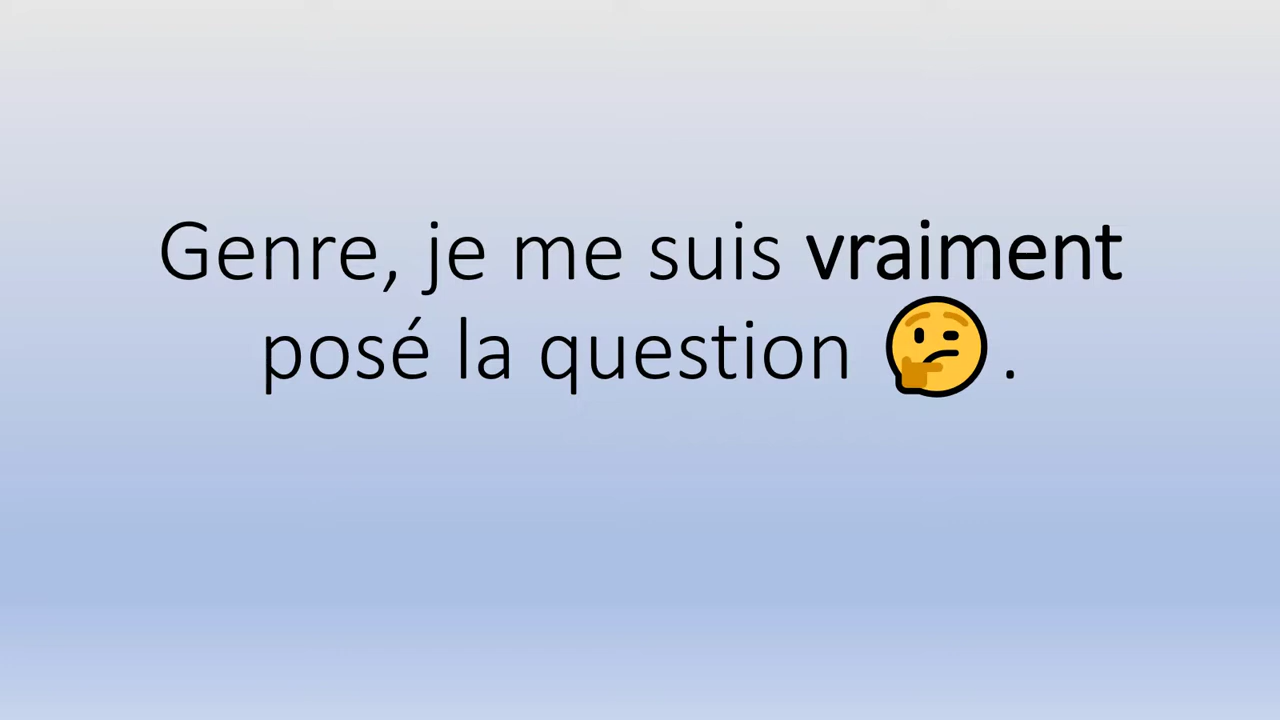 Genre, je me suis vraiment
posé la question 🤔.